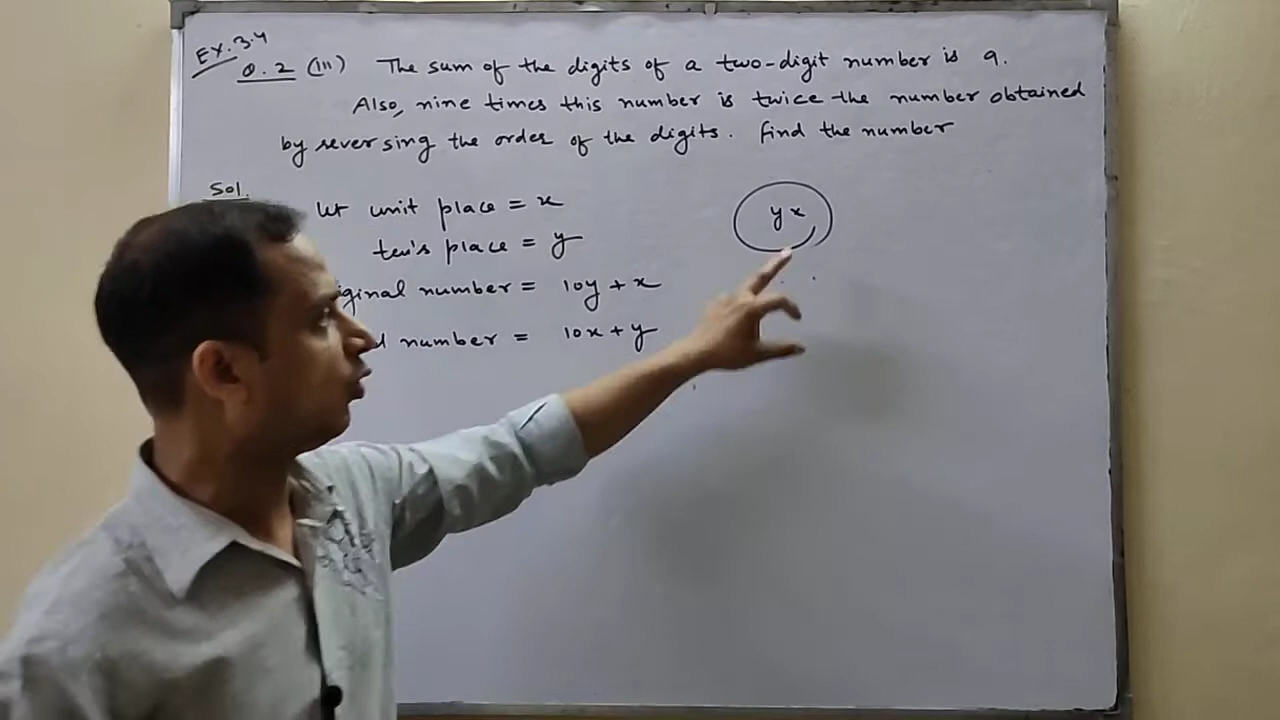 Ex. 3.4
Q. 2 (III) The sum of the digits of a two-digit number is 9.
Also, nine times this number is twice the number obtained
by reversing the order of the digits. Find the number
Sol.
let unit place = x
ten's place = y
yx
iginal number = 10y + x
number = 10x + y